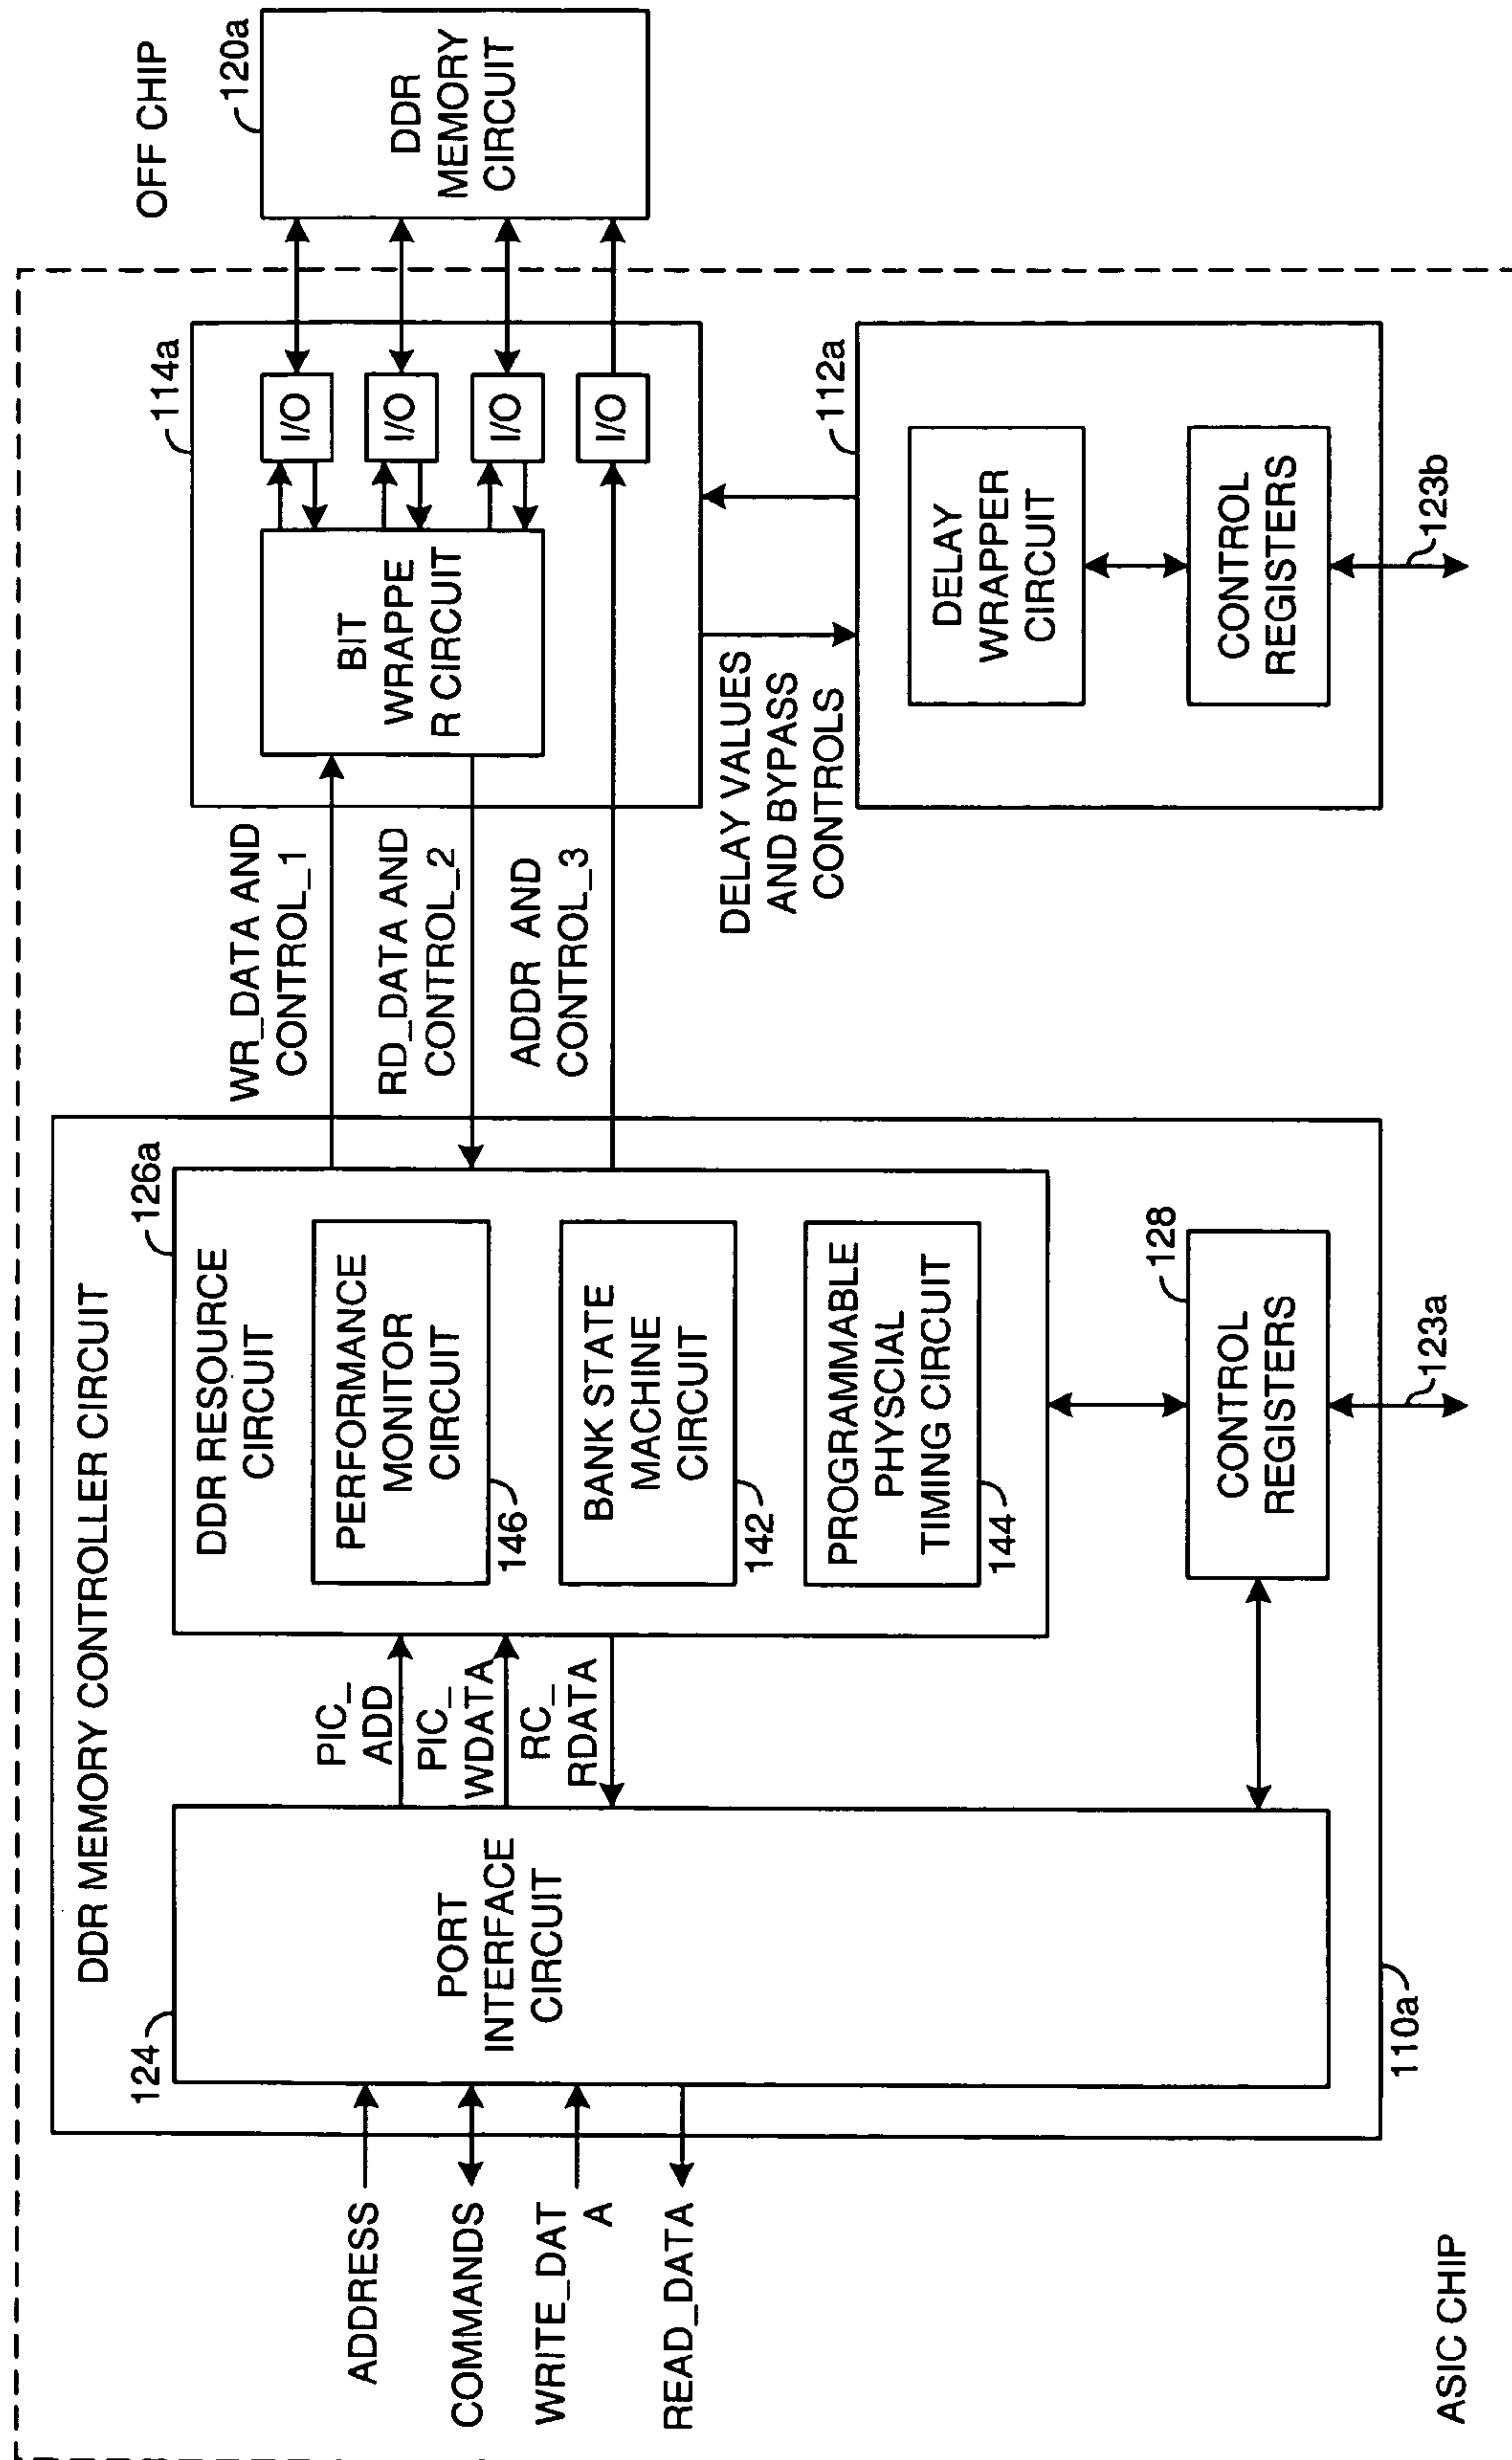 OFF CHIP
120a
DDR
MEMORY
CIRCUIT
114a
I/O
I/O
I/O
I/O
BIT
WRAPPE
R CIRCUIT
WR_DATA AND
CONTROL_1
RD_DATA AND
CONTROL_2
ADDR AND
CONTROL_3
DELAY VALUES
AND BYPASS
CONTROLS
112a
DELAY
WRAPPER
CIRCUIT
CONTROL
REGISTERS
123b
DDR MEMORY CONTROLLER CIRCUIT
126a
DDR RESOURCE
CIRCUIT
PERFORMANCE
MONITOR
CIRCUIT
146
BANK STATE
MACHINE
CIRCUIT
142
PROGRAMMABLE
PHYSCIAL
TIMING CIRCUIT
144
128
CONTROL
REGISTERS
123a
PIC_
ADD
PIC_
WDATA
RC_
RDATA
124
PORT
INTERFACE
CIRCUIT
110a
ADDRESS
COMMANDS
WRITE_DAT
A
READ_DATA
ASIC CHIP